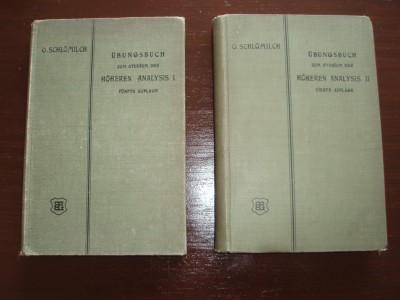 O. SCHLÖMILCH
ÜBUNGSBUCH
ZUM STUDIUM DER
HÖHEREN ANALYSIS I
FÜNFTE AUFLAGE
O. SCHLÖMILCH
ÜBUNGSBUCH
ZUM STUDIUM DER
HÖHEREN ANALYSIS II
FÜNFTE AUFLAGE